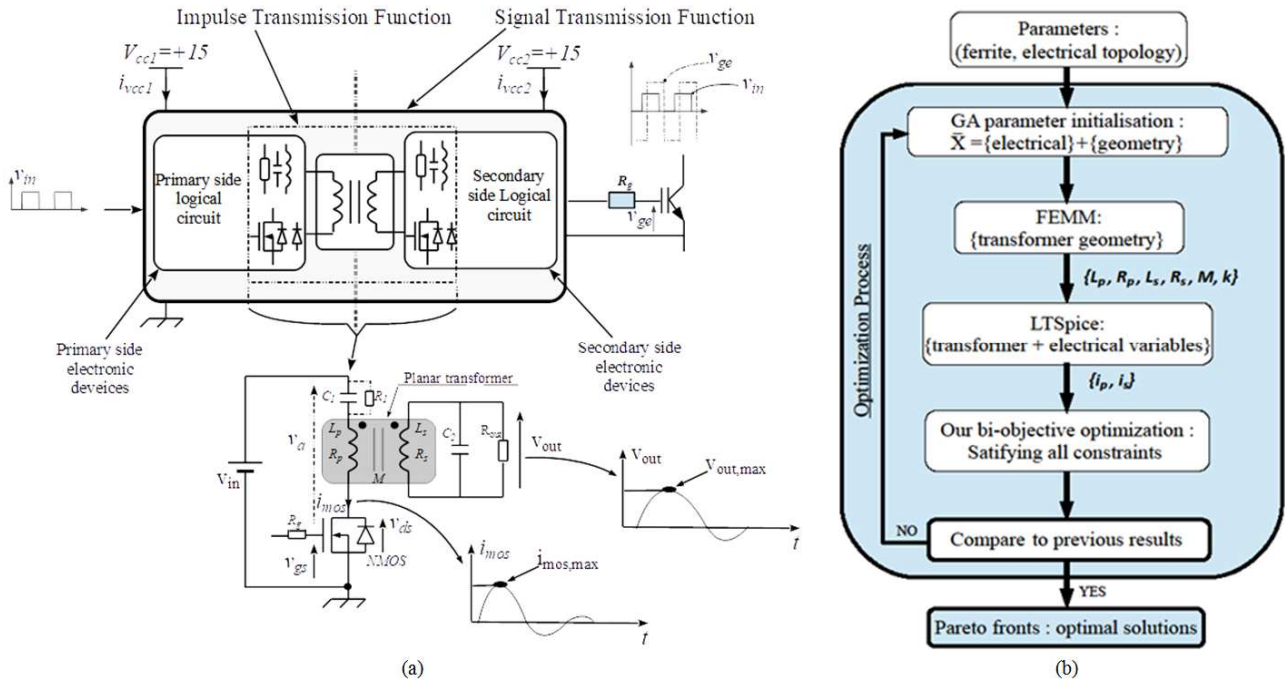 Impulse Transmission Function
Signal Transmission Function
Vcc1=+15
ivcc1
Vcc2=+15
ivcc2
vge
vin
vin
Primary side
logical
circuit
Secondary
side Logical
circuit
Rg
vge
Primary side
electronic
deveices
Secondary side
electronic
devices
Planar transformer
C1
R1
va
Lp
Ls
Rp
Rs
M
C2
Rout
Vout
Vin
imos
Rg
vgs
vds
NMOS
Vout
Vout,max
t
imos
imos,max
t
(a)
Parameters :
(ferrite, electrical topology)
Optimization Process
GA parameter initialisation :
X̄ ={electrical}+{geometry}
FEMM:
{transformer geometry}
{Lp, Rp, Ls, Rs, M, k}
LTSpice:
{transformer + electrical variables}
{ip, is}
Our bi-objective optimization :
Satifying all constraints
NO
Compare to previous results
YES
Pareto fronts : optimal solutions
(b)